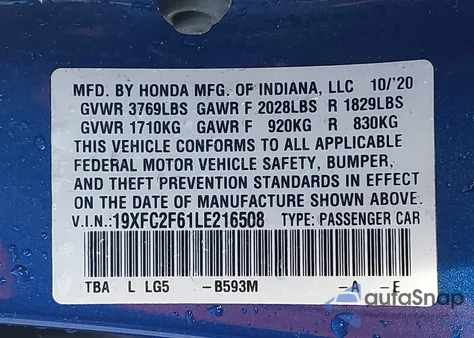 MFD. BY HONDA MFG. OF INDIANA, LLC 10/'20
GVWR 3769LBS GAWR F 2028LBS R 1829LBS
GVWR 1710KG GAWR F 920KG R 830KG
THIS VEHICLE CONFORMS TO ALL APPLICABLE
FEDERAL MOTOR VEHICLE SAFETY, BUMPER,
AND THEFT PREVENTION STANDARDS IN EFFECT
ON THE DATE OF MANUFACTURE SHOWN ABOVE.
V.I.N.:19XFC2F61LE216508 TYPE: PASSENGER CAR
TBA L LG5 -B593M -A -E
autoSnap